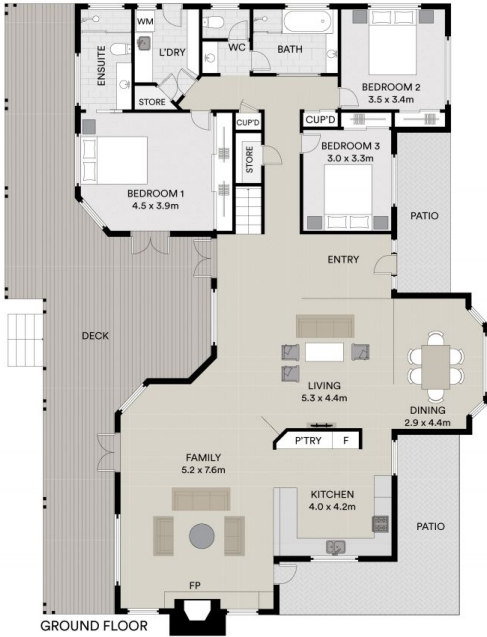 WM
L'DRY
ENSUITE
WC
BATH
STORE
BEDROOM 2
3.5 x 3.4m
CUP'D
CUP'D
STORE
BEDROOM 3
3.0 x 3.3m
BEDROOM 1
4.5 x 3.9m
PATIO
ENTRY
DECK
LIVING
5.3 x 4.4m
DINING
2.9 x 4.4m
P'TRY
F
FAMILY
5.2 x 7.6m
KITCHEN
4.0 x 4.2m
PATIO
FP
GROUND FLOOR